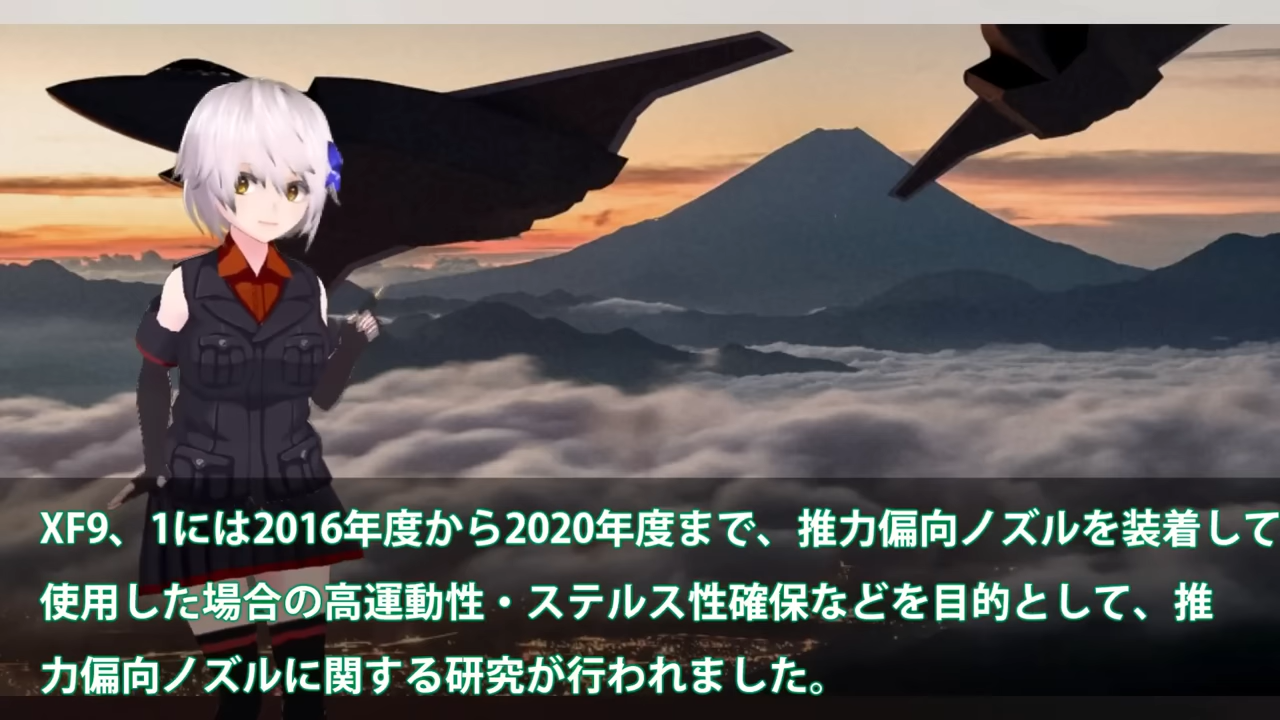 XF9、1には2016年度から2020年度まで、推力偏向ノズルを装着して
使用した場合の高運動性・ステルス性確保などを目的として、推
力偏向ノズルに関する研究が行われました。